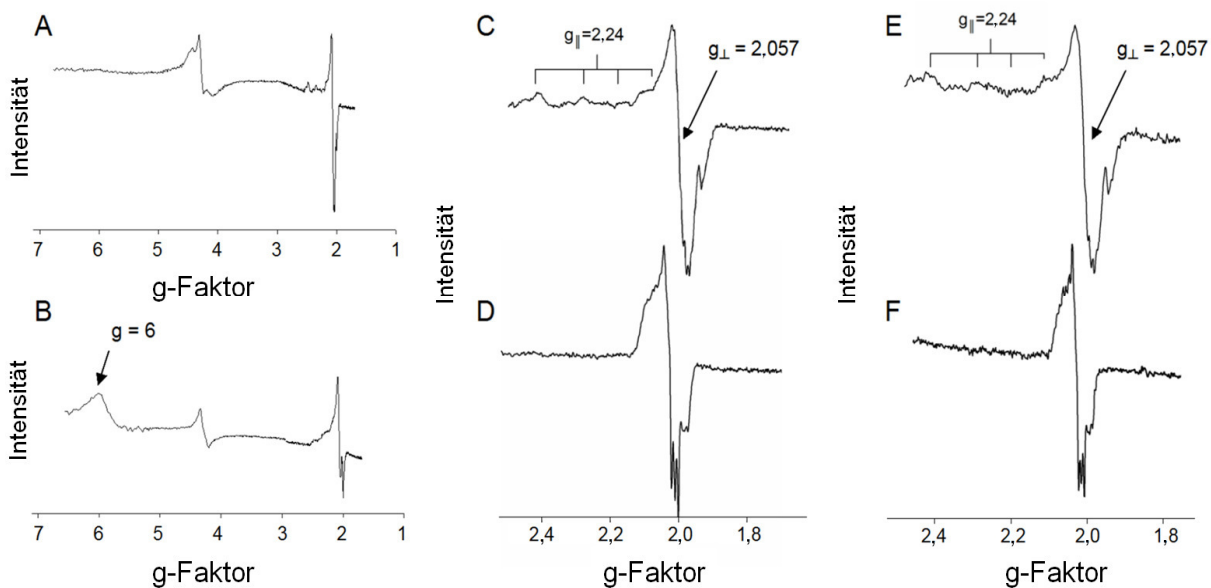 A
Intensität
7 6 5 4 3 2 1
g-Faktor
B
g = 6
Intensität
7 6 5 4 3 2 1
g-Faktor
C
g∥=2,24
g⊥ = 2,057
Intensität
D
2,4 2,2 2,0 1,8
g-Faktor
E
g∥=2,24
g⊥ = 2,057
Intensität
F
2,4 2,2 2,0 1,8
g-Faktor